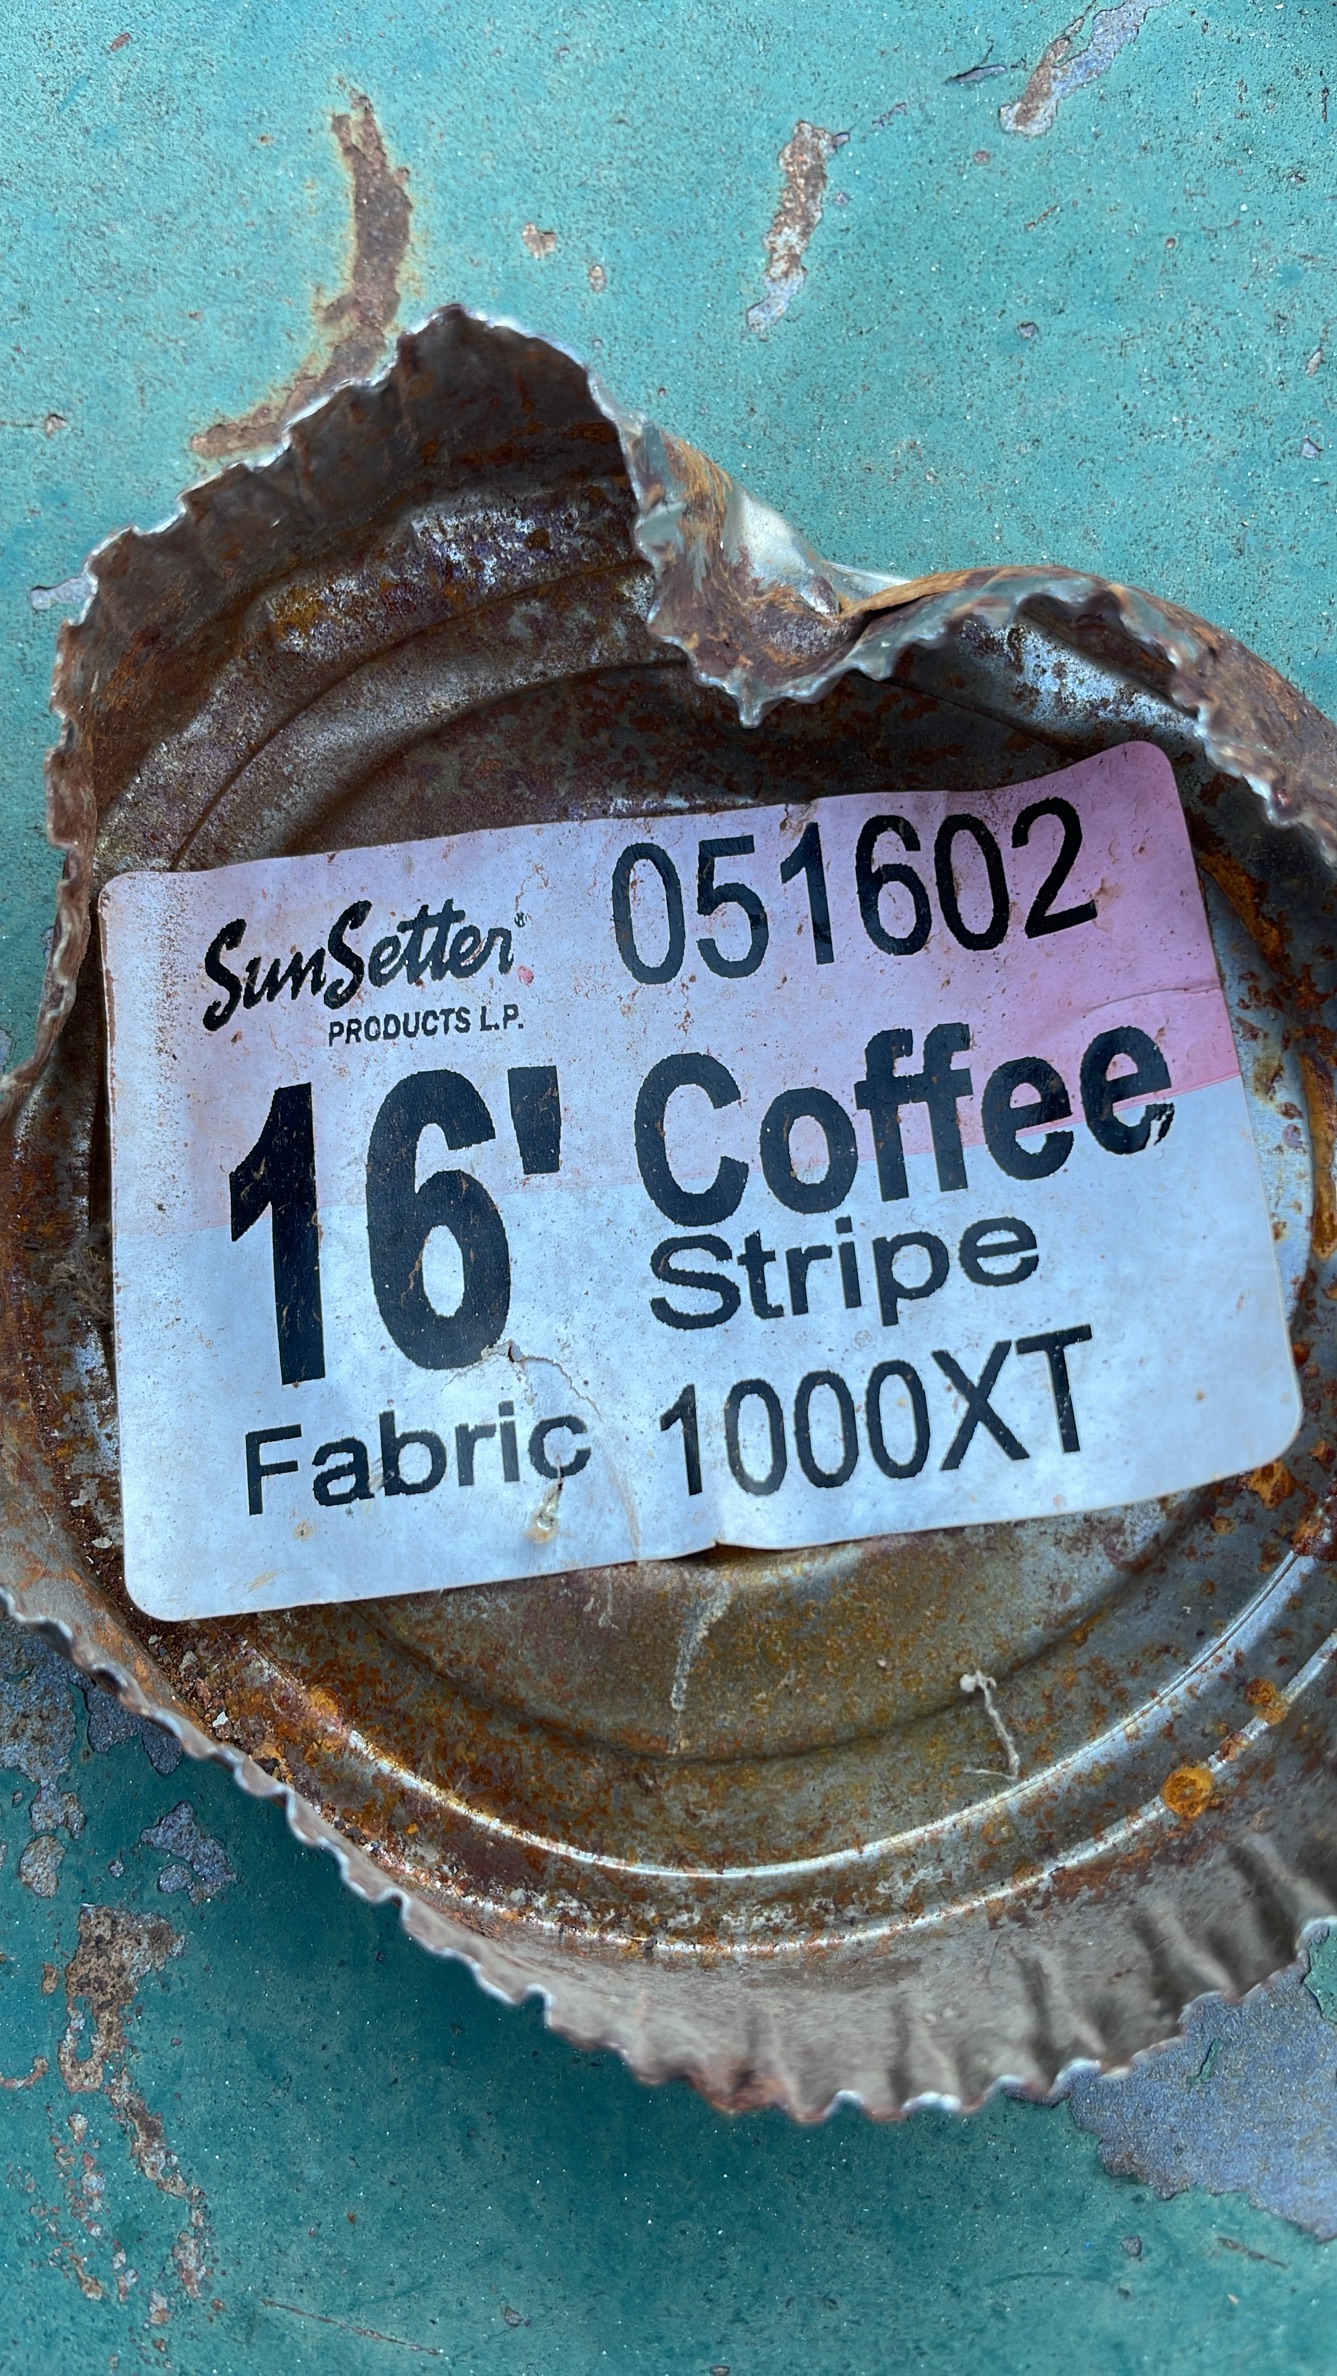 SunSetter® 051602
PRODUCTS L.P.
16' Coffee
Stripe
Fabric 1000XT